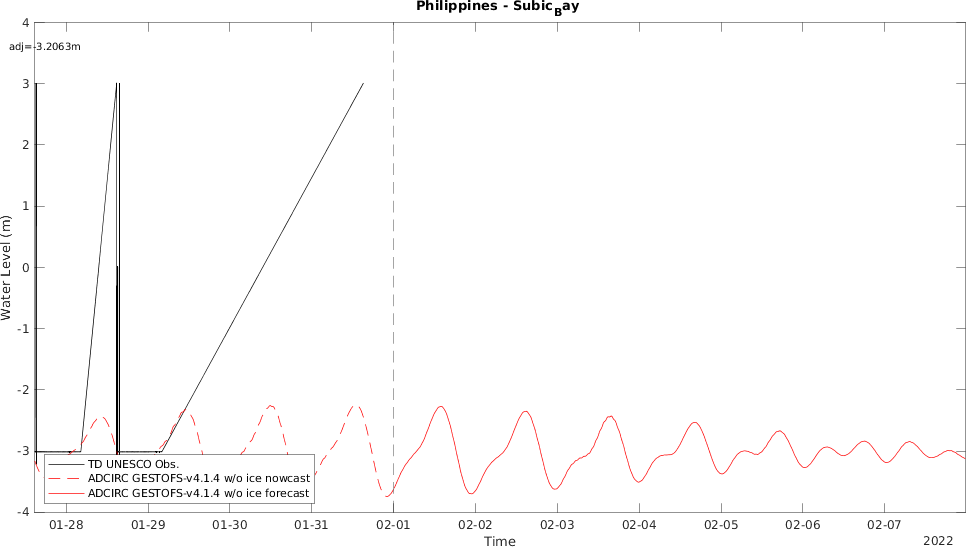 Philippines - Subic_Bay
adj=-3.2063m
4
3
2
1
0
-1
-2
-3
-4
Water Level (m)
TD UNESCO Obs.
ADCIRC GESTOFS-v4.1.4 w/o ice nowcast
ADCIRC GESTOFS-v4.1.4 w/o ice forecast
01-28 01-29 01-30 01-31 02-01 02-02 02-03 02-04 02-05 02-06 02-07
Time
2022